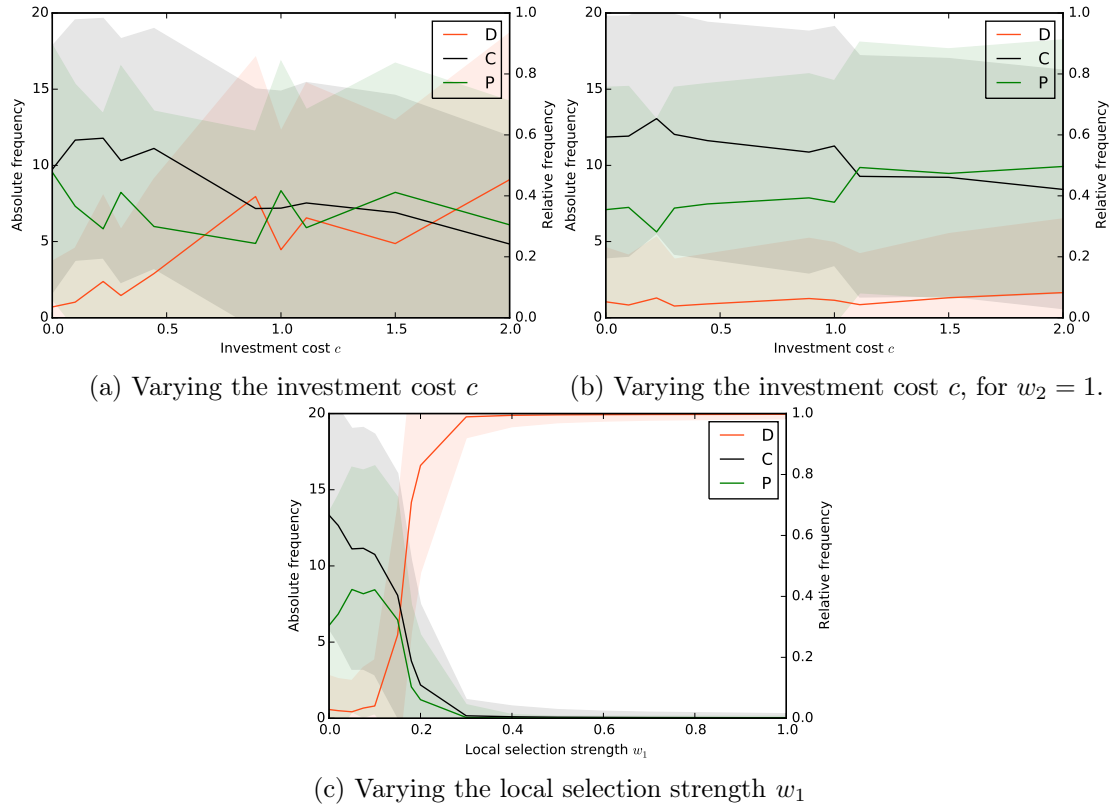 20
15
10
5
0
Absolute frequency
0.0
0.5
1.0
1.5
2.0
Investment cost c
1.0
0.8
0.6
0.4
0.2
0.0
Relative frequency
D
C
P
(a) Varying the investment cost c
20
15
10
5
0
Absolute frequency
0.0
0.5
1.0
1.5
2.0
Investment cost c
1.0
0.8
0.6
0.4
0.2
0.0
Relative frequency
D
C
P
(b) Varying the investment cost c, for w₂ = 1.
20
15
10
5
0
Absolute frequency
0.0
0.2
0.4
0.6
0.8
1.0
Local selection strength w₁
1.0
0.8
0.6
0.4
0.2
0.0
Relative frequency
D
C
P
(c) Varying the local selection strength w₁